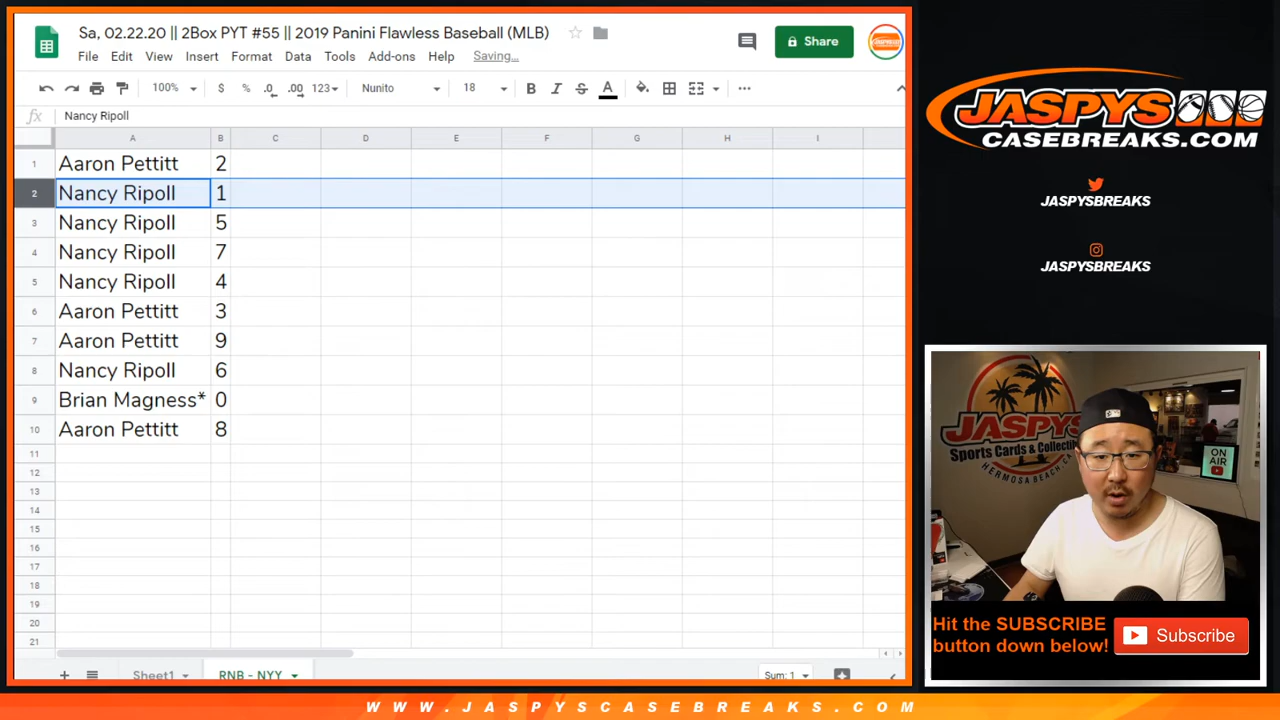 Sa, 02.22.20 || 2Box PYT #55 || 2019 Panini Flawless Baseball (MLB)
File Edit View Insert Format Data Tools Add-ons Help Saving...
Share
100% $ % .0 .00 123 Nunito 18 B I S A
fx Nancy Ripoll
A B C D E F G H I
1 Aaron Pettitt 2
2 Nancy Ripoll 1
3 Nancy Ripoll 5
4 Nancy Ripoll 7
5 Nancy Ripoll 4
6 Aaron Pettitt 3
7 Aaron Pettitt 9
8 Nancy Ripoll 6
9 Brian Magness* 0
10 Aaron Pettitt 8
11
12
13
14
15
16
17
18
19
20
21
Sheet1 RNB - NYY Sum: 1
JASPYS
CASEBREAKS.COM
JASPYSBREAKS
JASPYSBREAKS
JASPYS
Sports Cards & Collectibl
HERMOSA BEACH, CA
ON AIR
Hit the SUBSCRIBE
button down below!
Subscribe
WWW.JASPYSCASEBREAKS.COM